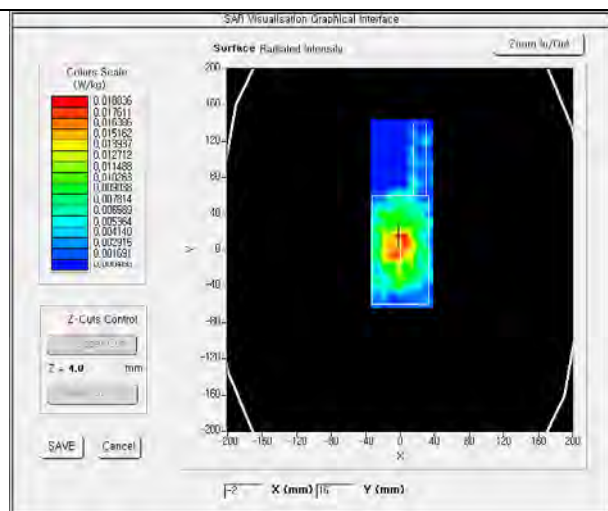 SAR Visualisation Graphical Interface
Surface Radiated Intensity
Zoom In/Out
Colors Scale
(W/kg)
0.018836
0.017611
0.016386
0.015162
0.013937
0.012712
0.011488
0.010263
0.009038
0.007814
0.006589
0.005364
0.004140
0.002915
0.001691
200
160
120
80
40
0
-40
-80
-120
-160
-200
Y
-200 -160 -120 -80 -40 0 40 80 120 160 200
X
Z-Cuts Control
Z = 4.0 mm
SAVE
Cancel
-2 X (mm) 16 Y (mm)